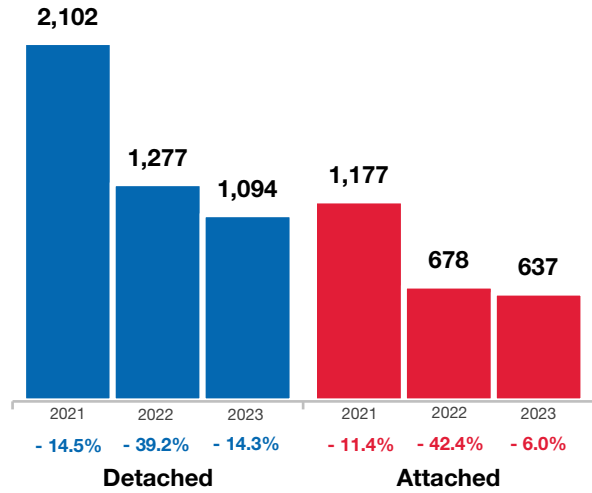 2,102
1,277
1,094
1,177
678
637
2021 2022 2023 2021 2022 2023
- 14.5% - 39.2% - 14.3% - 11.4% - 42.4% - 6.0%
Detached Attached